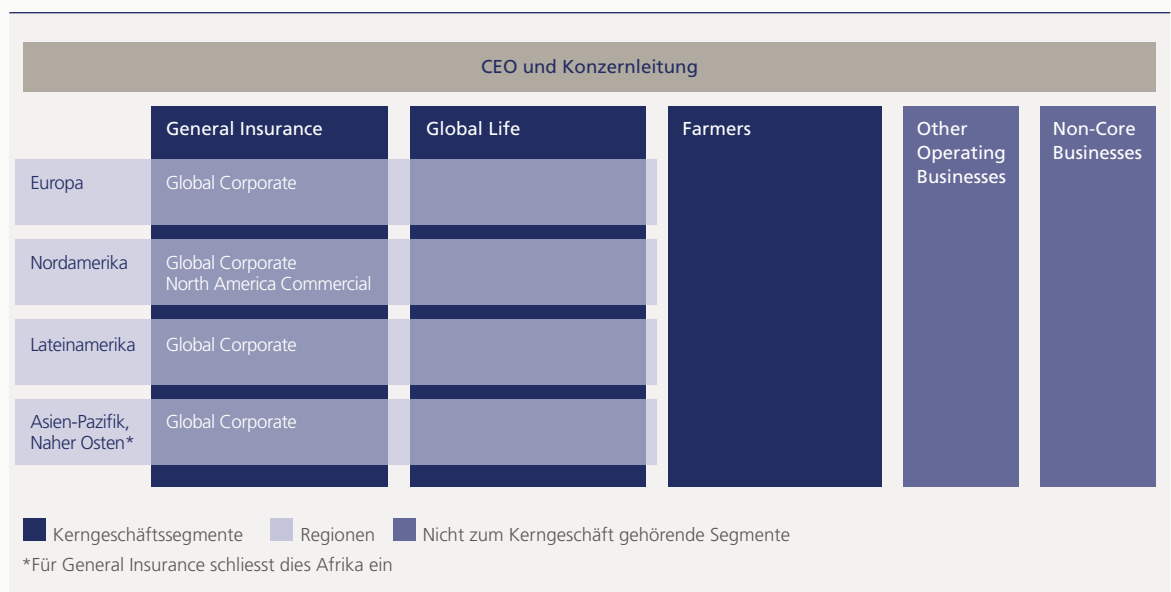 CEO und Konzernleitung
General Insurance
Global Life
Farmers
Other
Operating
Businesses
Non-Core
Businesses
Europa
Global Corporate
Nordamerika
Global Corporate
North America Commercial
Lateinamerika
Global Corporate
Asien-Pazifik,
Naher Osten*
Global Corporate
Kerngeschäftssegmente
Regionen
Nicht zum Kerngeschäft gehörende Segmente
*Für General Insurance schliesst dies Afrika ein